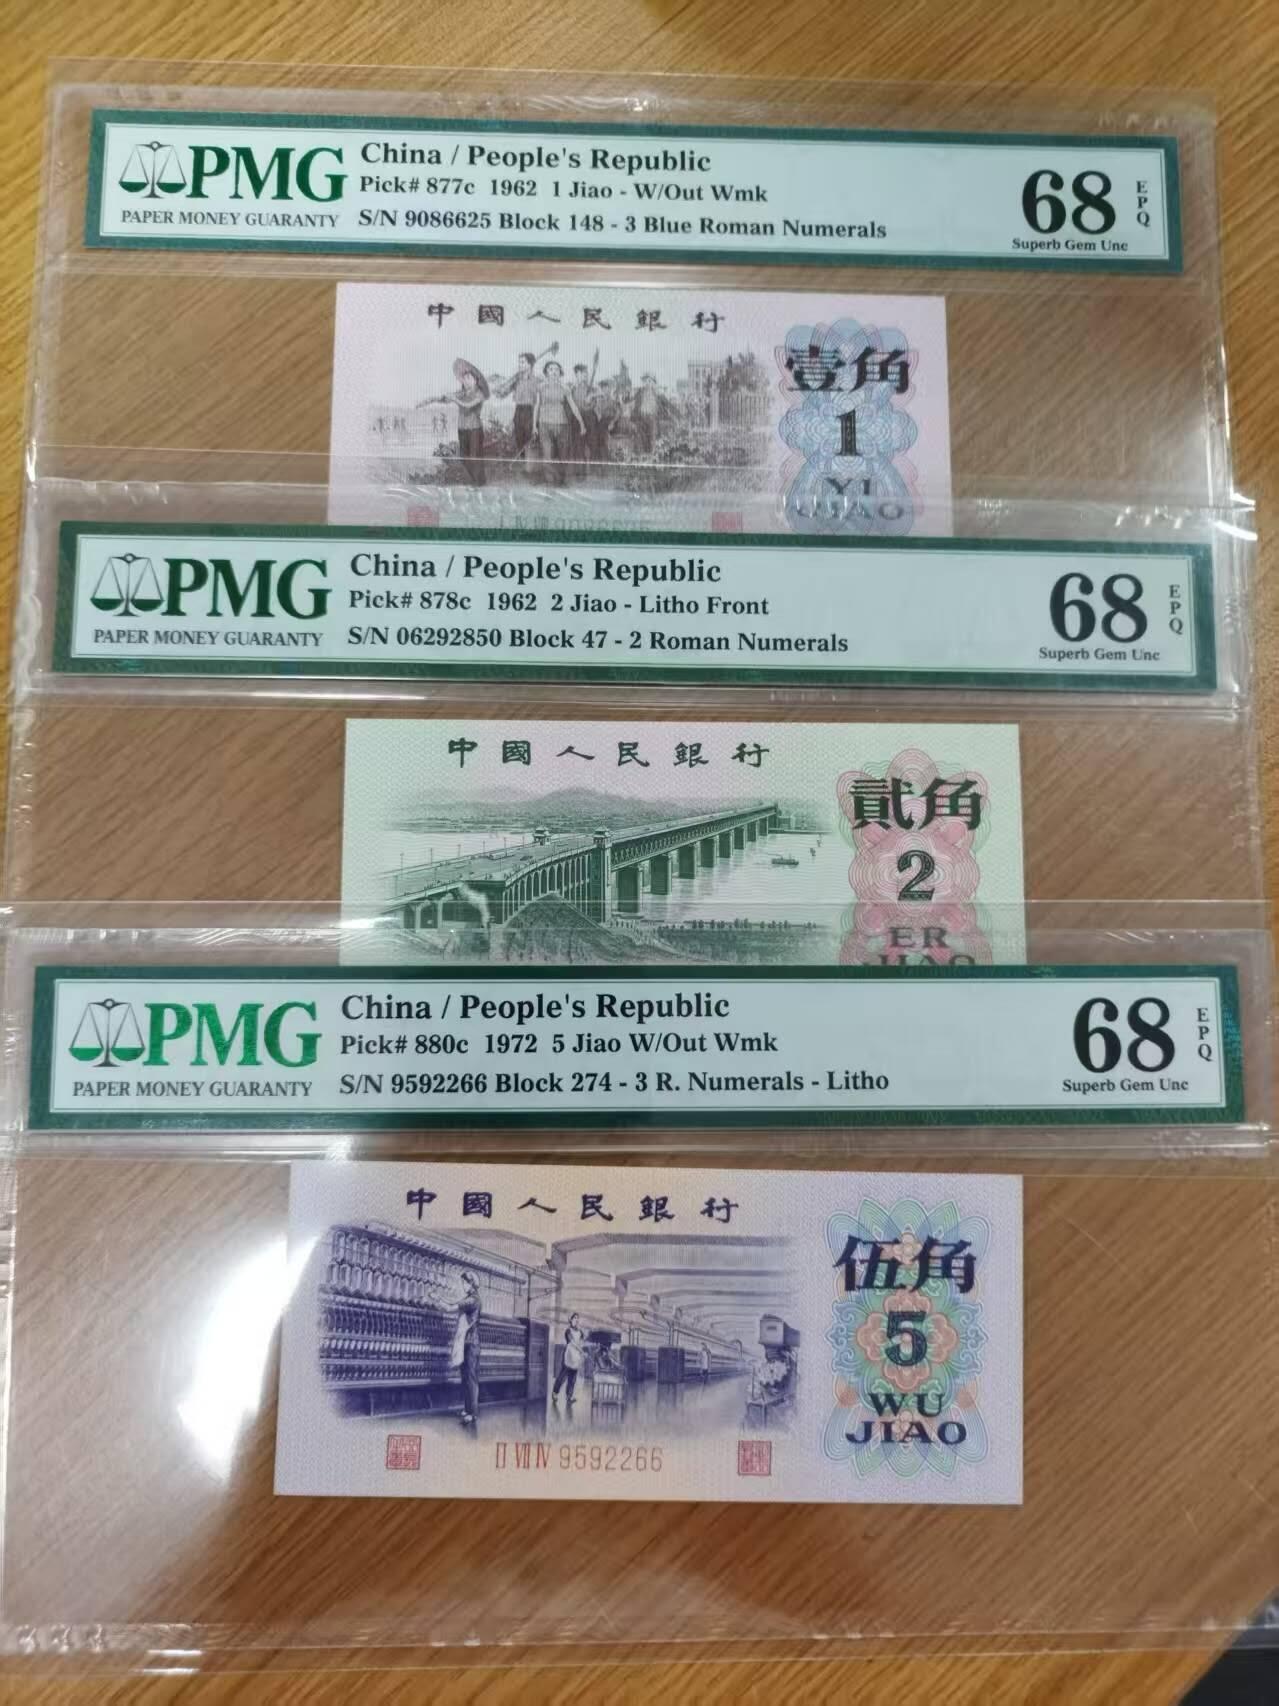 PMG
PAPER MONEY GUARANTY
China / People's Republic
Pick# 877c 1962 1 Jiao - W/Out Wmk
S/N 9086625 Block 148 - 3 Blue Roman Numerals
68
EPQ
Superb Gem Unc
中國人民銀行
壹角
1
YI
JIAO
I IV VIII 9086625
PMG
PAPER MONEY GUARANTY
China / People's Republic
Pick# 878c 1962 2 Jiao - Litho Front
S/N 06292850 Block 47 - 2 Roman Numerals
68
EPQ
Superb Gem Unc
中國人民銀行
貳角
2
ER
JIAO
PMG
PAPER MONEY GUARANTY
China / People's Republic
Pick# 880c 1972 5 Jiao W/Out Wmk
S/N 9592266 Block 274 - 3 R. Numerals - Litho
68
EPQ
Superb Gem Unc
中國人民銀行
伍角
5
WU
JIAO
II VII IV 9592266